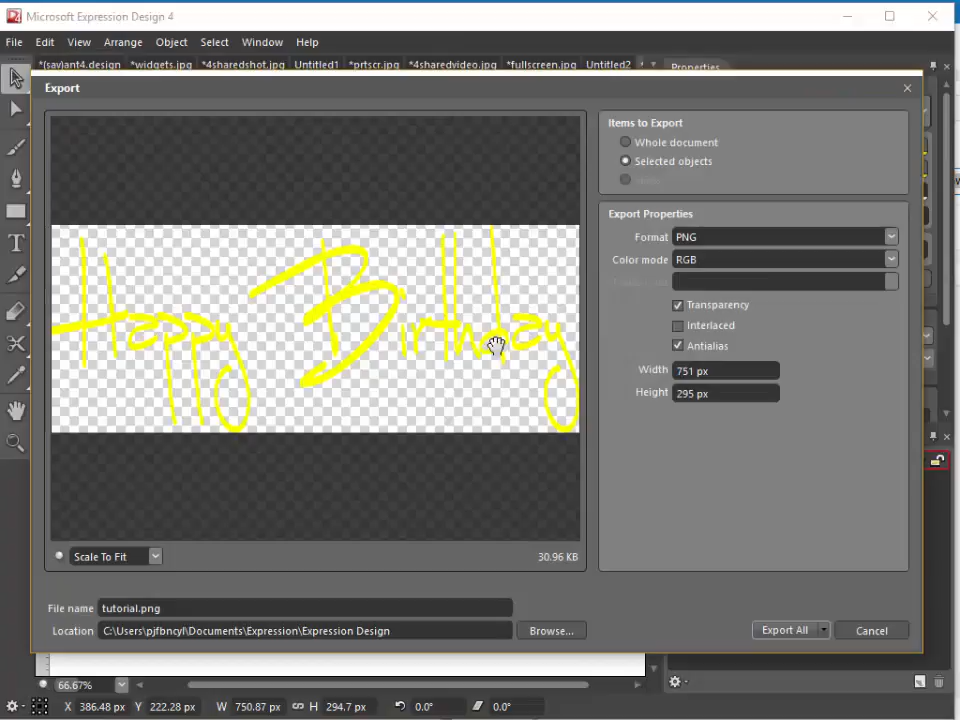 Microsoft Expression Design 4
File Edit View Arrange Object Select Window Help
*(sav)ant4.design *widgets.jpg *4sharedshot.jpg Untitled1 *prtscr.jpg *4sharedvideo.jpg *fullscreen.jpg Untitled2 Properties
Export
Items to Export
Whole document
Selected objects
Export Properties
Format PNG
Color mode RGB
Transparency
Interlaced
Antialias
Width 751 px
Height 295 px
Happy Birthday
Scale To Fit 30.96 KB
File name tutorial.png
Location C:\Users\pjfbncyl\Documents\Expression\Expression Design Browse... Export All Cancel
66.67%
X 386.48 px Y 222.28 px W 750.87 px H 294.7 px 0.0° 0.0°